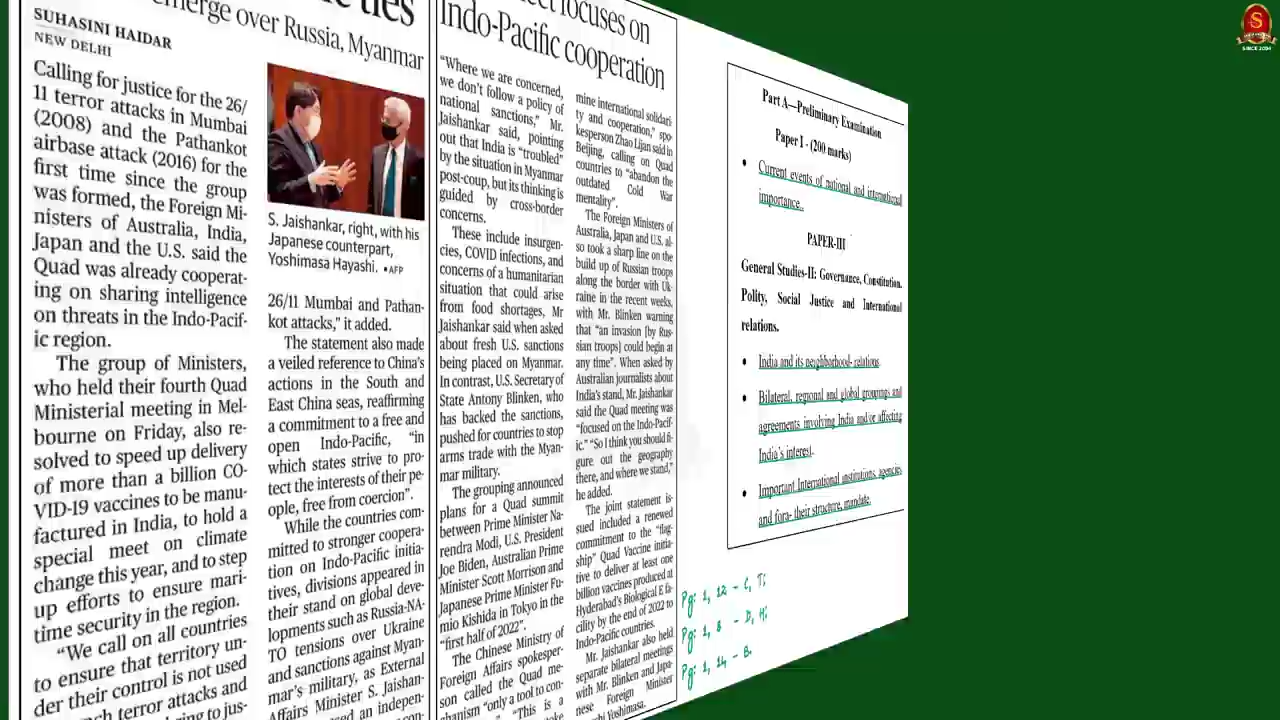 ties
emerge over Russia, Myanmar
SUHASINI HAIDAR
NEW DELHI
Calling for justice for the 26/
11 terror attacks in Mumbai
(2008) and the Pathankot
airbase attack (2016) for the
first time since the group
was formed, the Foreign Mi-
nisters of Australia, India,
Japan and the U.S. said the
Quad was already cooperat-
ing on sharing intelligence
on threats in the Indo-Pacif-
ic region.
The group of Ministers,
who held their fourth Quad
Ministerial meeting in Mel-
bourne on Friday, also re-
solved to speed up delivery
of more than a billion CO-
VID-19 vaccines to be manu-
factured in India, to hold a
special meet on climate
change this year, and to step
up efforts to ensure mari-
time security in the region.
“We call on all countries
to ensure that territory un-
der their control is not used
terror attacks and
to jus-
S. Jaishankar, right, with his
Japanese counterpart,
Yoshimasa Hayashi. •AFP
26/11 Mumbai and Pathan-
kot attacks,” it added.
The statement also made
a veiled reference to China’s
actions in the South and
East China seas, reaffirming
a commitment to a free and
open Indo-Pacific, “in
which states strive to pro-
tect the interests of their pe-
ople, free from coercion”.
While the countries com-
mitted to stronger coopera-
tion on Indo-Pacific initia-
tives, divisions appeared in
their stand on global deve-
lopments such as Russia-NA-
TO tensions over Ukraine
and sanctions against Myan-
mar’s military, as External
Affairs Minister S. Jaishan-
an indepen-
focuses on
Indo-Pacific cooperation
“Where we are concerned,
we don’t follow a policy of
national sanctions,” Mr.
Jaishankar said, pointing
out that India is “troubled”
by the situation in Myanmar
post-coup, but its thinking is
guided by cross-border
concerns.
These include insurgen-
cies, COVID infections, and
concerns of a humanitarian
situation that could arise
from food shortages, Mr
Jaishankar said when asked
about fresh U.S. sanctions
being placed on Myanmar.
In contrast, U.S. Secretary of
State Antony Blinken, who
has backed the sanctions,
pushed for countries to stop
arms trade with the Myan-
mar military.
The grouping announced
plans for a Quad summit
between Prime Minister Na-
rendra Modi, U.S. President
Joe Biden, Australian Prime
Minister Scott Morrison and
Japanese Prime Minister Fu-
mio Kishida in Tokyo in the
“first half of 2022”.
The Chinese Ministry of
Foreign Affairs spokesper-
son called the Quad me-
chanism “only a tool to con-
“This is a
mine international solidari-
ty and cooperation,” spo-
kesperson Zhao Lijian said in
Beijing, calling on Quad
countries to “abandon the
outdated Cold War
mentality”.
The Foreign Ministers of
Australia, Japan and U.S. al-
so took a sharp line on the
build up of Russian troops
along the border with Uk-
raine in the recent weeks,
with Mr. Blinken warning
that “an invasion [by Rus-
sian troops] could begin at
any time”. When asked by
Australian journalists about
India’s stand, Mr. Jaishankar
said the Quad meeting was
“focused on the Indo-Pacif-
ic.” “So I think you should fi-
gure out the geography
there, and where we stand,”
he added.
The joint statement is-
sued included a renewed
commitment to the “flag-
ship” Quad Vaccine initia-
tive to deliver at least one
billion vaccines produced at
Hyderabad’s Biological E fa-
cility by the end of 2022 to
Indo-Pacific countries.
Mr. Jaishankar also held
separate bilateral meetings
with Mr. Blinken and Japa-
nese Foreign Minister
Yoshimasa.
Part A—Preliminary Examination
Paper I - (200 marks)
• Current events of national and international
importance.
PAPER-III
General Studies-II: Governance, Constitution,
Polity, Social Justice and International
relations.
• India and its neighborhood- relations.
• Bilateral, regional and global groupings and
agreements involving India and/or affecting
India’s interest.
• Important International institutions, agencies
and fora- their structure, mandate.
Pg: 1, 12 - C, T;
Pg: 1, 8 - D, H;
Pg: 1, 14 - B.
S
SINCE 2004